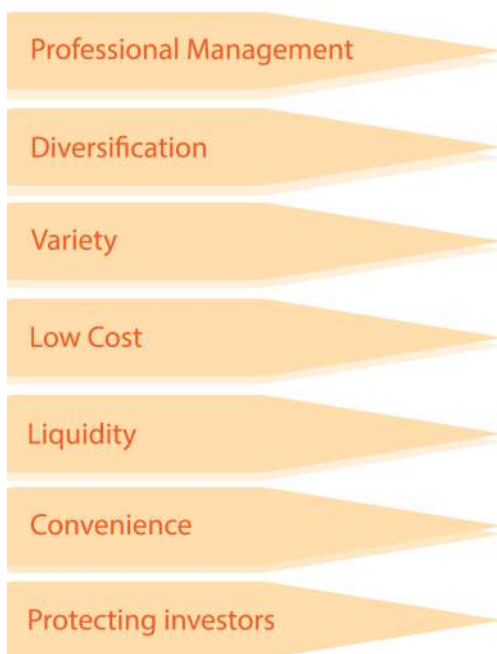 Professional Management
Diversification
Variety
Low Cost
Liquidity
Convenience
Protecting investors